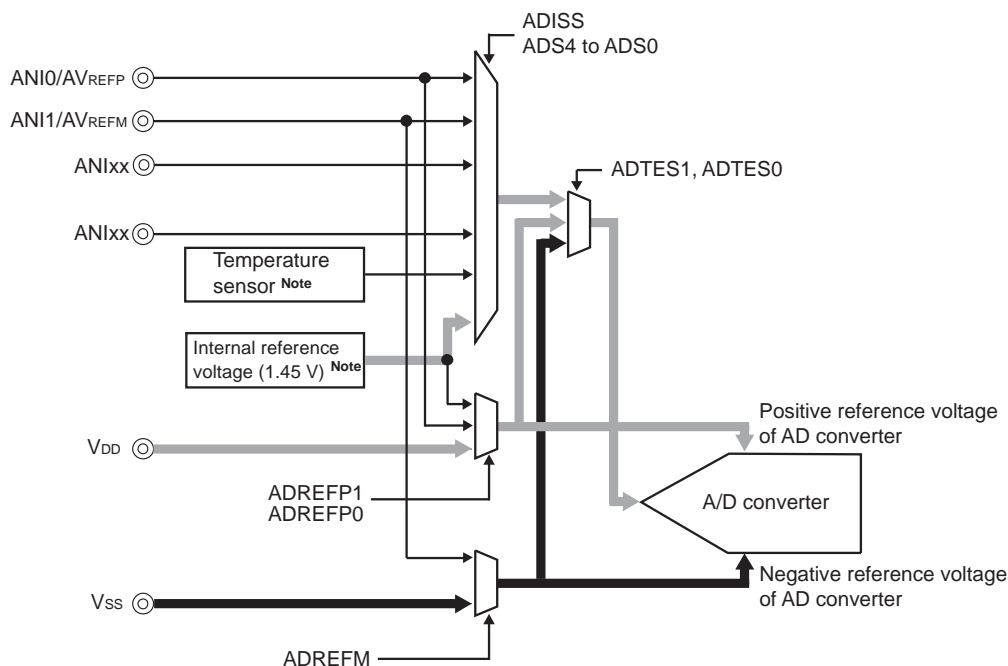 ADISS
ADS4 to ADS0
ANI0/AVREFP
ANI1/AVREFM
ANIxx
ADTES1, ADTES0
ANIxx
Temperature
sensor Note
Internal reference
voltage (1.45 V) Note
Positive reference voltage
of AD converter
VDD
A/D converter
ADREFP1
ADREFP0
Negative reference voltage
of AD converter
VSS
ADREFM